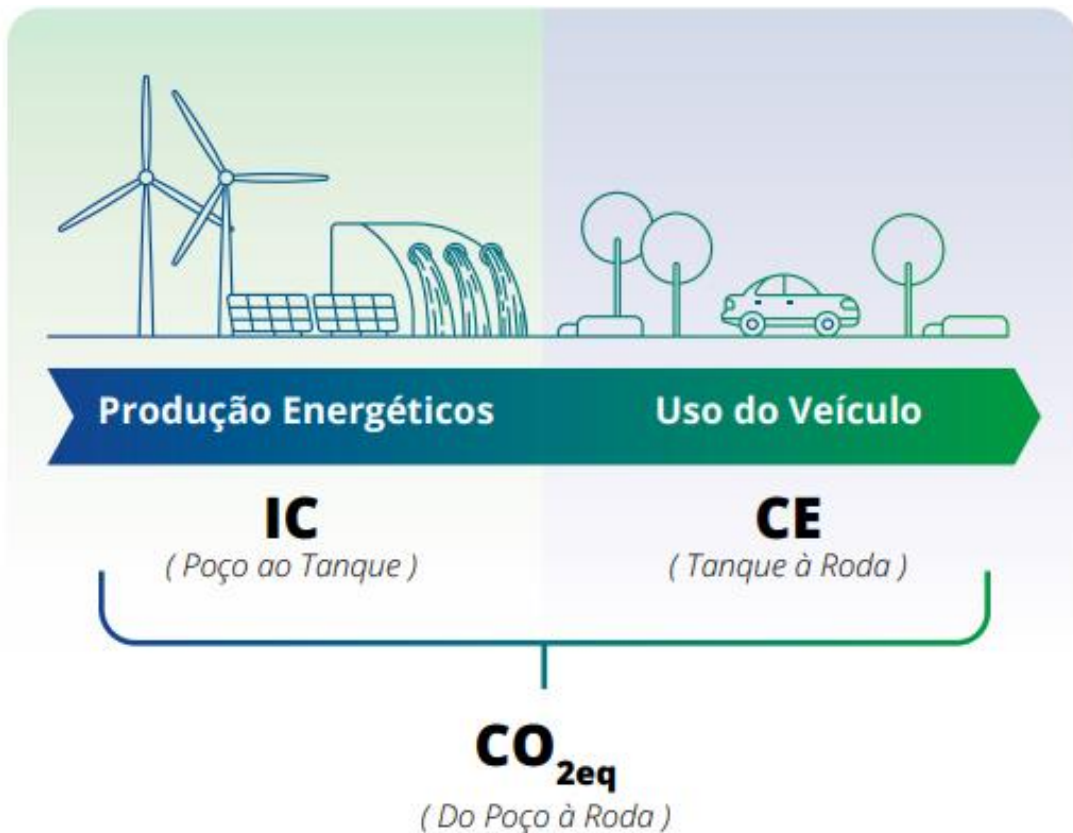 Produção Energéticos
Uso do Veículo
IC
( Poço ao Tanque )
CE
( Tanque à Roda )
CO2eq
( Do Poço à Roda )